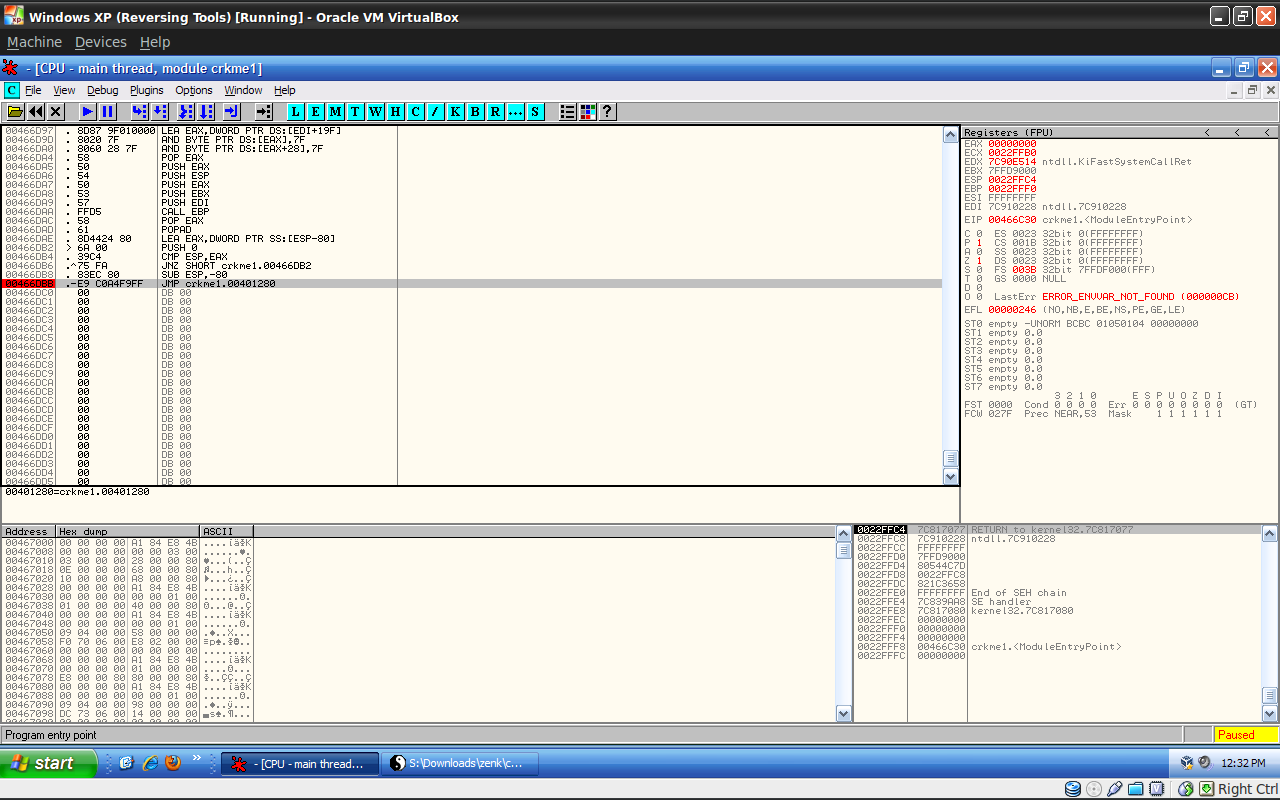 Windows XP (Reversing Tools) [Running] - Oracle VM VirtualBox
Machine Devices Help
- [CPU - main thread, module crkme1]
C File View Debug Plugins Options Window Help
L E M T W H C / K B R ... S ?
00466D97 . 8D87 9F010000 LEA EAX,DWORD PTR DS:[EDI+19F]
00466D9D . 8020 7F AND BYTE PTR DS:[EAX],7F
00466DA0 . 8060 28 7F AND BYTE PTR DS:[EAX+28],7F
00466DA4 . 58 POP EAX
00466DA5 . 50 PUSH EAX
00466DA6 . 54 PUSH ESP
00466DA7 . 50 PUSH EAX
00466DA8 . 53 PUSH EBX
00466DA9 . 57 PUSH EDI
00466DAA . FFD5 CALL EBP
00466DAC . 58 POP EAX
00466DAD . 61 POPAD
00466DAE . 8D4424 80 LEA EAX,DWORD PTR SS:[ESP-80]
00466DB2 > 6A 00 PUSH 0
00466DB4 . 39C4 CMP ESP,EAX
00466DB6 .^75 FA JNZ SHORT crkme1.00466DB2
00466DB8 . 83EC 80 SUB ESP,-80
00466DBB .-E9 C0A4F9FF JMP crkme1.00401280
00466DC0 00 DB 00
00466DC1 00 DB 00
00466DC2 00 DB 00
00466DC3 00 DB 00
00466DC4 00 DB 00
00466DC5 00 DB 00
00466DC6 00 DB 00
00466DC7 00 DB 00
00466DC8 00 DB 00
00466DC9 00 DB 00
00466DCA 00 DB 00
00466DCB 00 DB 00
00466DCC 00 DB 00
00466DCD 00 DB 00
00466DCE 00 DB 00
00466DCF 00 DB 00
00466DD0 00 DB 00
00466DD1 00 DB 00
00466DD2 00 DB 00
00466DD3 00 DB 00
00466DD4 00 DB 00
00466DD5 00 DB 00
00401280=crkme1.00401280
Registers (FPU) < < <
EAX 00000000
ECX 0022FFB0
EDX 7C90E514 ntdll.KiFastSystemCallRet
EBX 7FFD9000
ESP 0022FFC4
EBP 0022FFF0
ESI FFFFFFFF
EDI 7C910228 ntdll.7C910228
EIP 00466C30 crkme1.<ModuleEntryPoint>
C 0 ES 0023 32bit 0(FFFFFFFF)
P 1 CS 001B 32bit 0(FFFFFFFF)
A 0 SS 0023 32bit 0(FFFFFFFF)
Z 1 DS 0023 32bit 0(FFFFFFFF)
S 0 FS 003B 32bit 7FFDF000(FFF)
T 0 GS 0000 NULL
D 0
O 0 LastErr ERROR_ENVVAR_NOT_FOUND (000000CB)
EFL 00000246 (NO,NB,E,BE,NS,PE,GE,LE)
ST0 empty -UNORM BCBC 01050104 00000000
ST1 empty 0.0
ST2 empty 0.0
ST3 empty 0.0
ST4 empty 0.0
ST5 empty 0.0
ST6 empty 0.0
ST7 empty 0.0
3 2 1 0 E S P U O Z D I
FST 0000 Cond 0 0 0 0 Err 0 0 0 0 0 0 0 0 (GT)
FCW 027F Prec NEAR,53 Mask 1 1 1 1 1 1
Address Hex dump ASCII
00467000 00 00 00 00 A1 84 E8 4B
00467008 00 00 00 00 00 00 03 00
00467010 03 00 00 00 28 00 00 80
00467018 0E 00 00 00 68 00 00 80
00467020 10 00 00 00 A8 00 00 80
00467028 00 00 00 00 A1 84 E8 4B
00467030 00 00 00 00 00 00 01 00
00467038 01 00 00 00 40 00 00 80
00467040 00 00 00 00 A1 84 E8 4B
00467048 00 00 00 00 00 00 01 00
00467050 09 04 00 00 58 00 00 00
00467058 F0 70 06 00 E8 02 00 00
00467060 00 00 00 00 00 00 00 00
00467068 00 00 00 00 A1 84 E8 4B
00467070 00 00 00 00 01 00 00 00
00467078 E8 00 00 80 80 00 00 80
00467080 00 00 00 00 A1 84 E8 4B
00467088 00 00 00 00 00 00 01 00
00467090 09 04 00 00 98 00 00 00
00467098 DC 73 06 00 14 00 00 00
0022FFC4 7C817077 RETURN to kernel32.7C817077
0022FFC8 7C910228 ntdll.7C910228
0022FFCC FFFFFFFF
0022FFD0 7FFD9000
0022FFD4 80544C7D
0022FFD8 0022FFC8
0022FFDC 821C3658
0022FFE0 FFFFFFFF End of SEH chain
0022FFE4 7C839AA8 SE handler
0022FFE8 7C817080 kernel32.7C817080
0022FFEC 00000000
0022FFF0 00000000
0022FFF4 00000000
0022FFF8 00466C30 crkme1.<ModuleEntryPoint>
0022FFFC 00000000
Program entry point Paused
start - [CPU - main thread... S:\Downloads\zenk\c... 12:32 PM
Right Ctrl